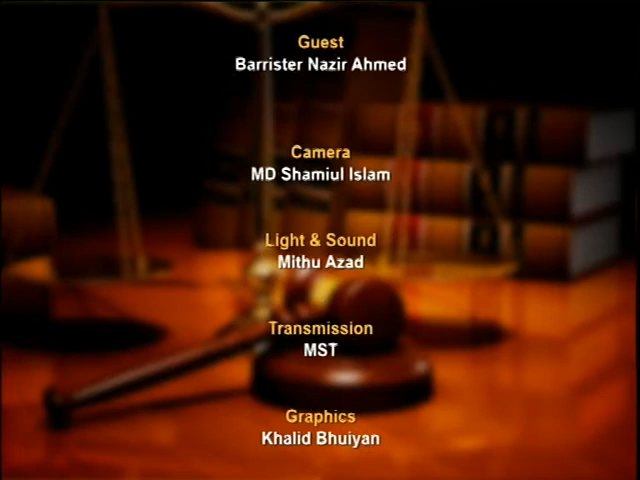 Guest
Barrister Nazir Ahmed
Camera
MD Shamiul Islam
Light & Sound
Mithu Azad
Transmission
MST
Graphics
Khalid Bhuiyan